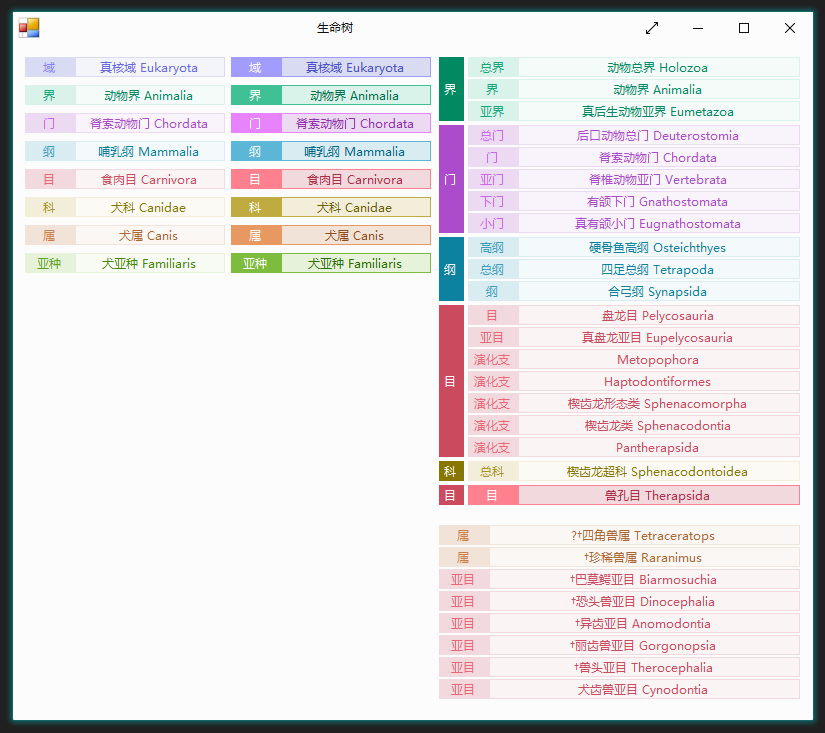 生命树
域 真核域 Eukaryota
界 动物界 Animalia
门 脊索动物门 Chordata
纲 哺乳纲 Mammalia
目 食肉目 Carnivora
科 犬科 Canidae
属 犬属 Canis
亚种 犬亚种 Familiaris
域 真核域 Eukaryota
界 动物界 Animalia
门 脊索动物门 Chordata
纲 哺乳纲 Mammalia
目 食肉目 Carnivora
科 犬科 Canidae
属 犬属 Canis
亚种 犬亚种 Familiaris
界
总界 动物总界 Holozoa
界 动物界 Animalia
亚界 真后生动物亚界 Eumetazoa
门
总门 后口动物总门 Deuterostomia
门 脊索动物门 Chordata
亚门 脊椎动物亚门 Vertebrata
下门 有颌下门 Gnathostomata
小门 真有颌小门 Eugnathostomata
纲
高纲 硬骨鱼高纲 Osteichthyes
总纲 四足总纲 Tetrapoda
纲 合弓纲 Synapsida
目
目 盘龙目 Pelycosauria
亚目 真盘龙亚目 Eupelycosauria
演化支 Metopophora
演化支 Haptodontiformes
演化支 楔齿龙形态类 Sphenacomorpha
演化支 楔齿龙类 Sphenacodontia
演化支 Pantherapsida
科
总科 楔齿龙超科 Sphenacodontoidea
目
目 兽孔目 Therapsida
属 ?†四角兽属 Tetraceratops
属 †珍稀兽属 Raranimus
亚目 †巴莫鳄亚目 Biarmosuchia
亚目 †恐头兽亚目 Dinocephalia
亚目 †异齿亚目 Anomodontia
亚目 †丽齿兽亚目 Gorgonopsia
亚目 †兽头亚目 Therocephalia
亚目 犬齿兽亚目 Cynodontia